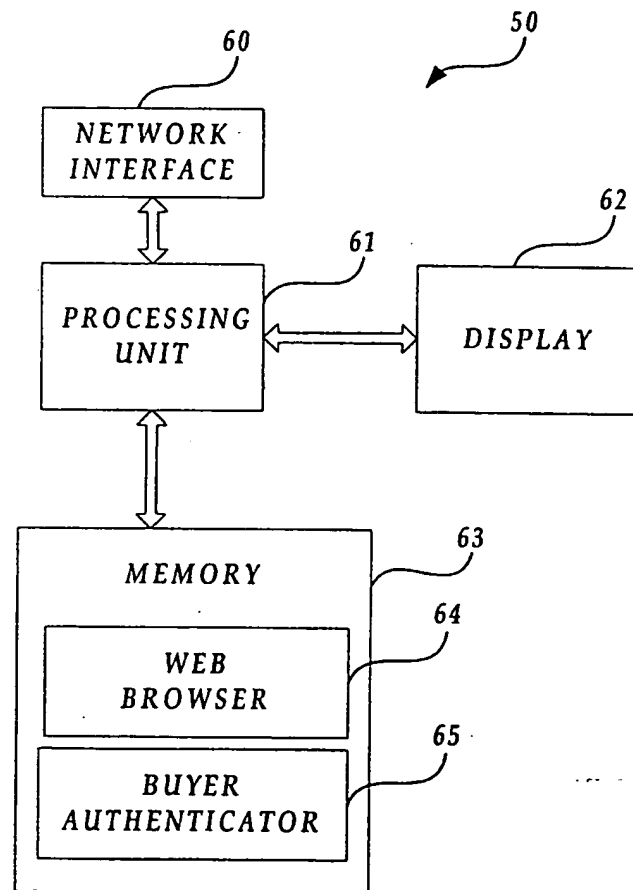 60
50
NETWORK
INTERFACE
61
62
PROCESSING
UNIT
DISPLAY
63
MEMORY
64
WEB
BROWSER
65
BUYER
AUTHENTICATOR